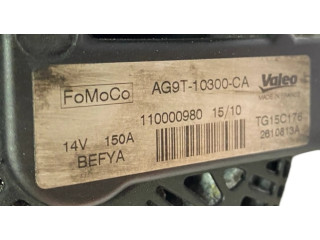 FoMoCo AG9T-10300-CA Valeo
MADE IN FRANCE
110000980 15/10 TG15C176
14V 150A 2610813A
BEFYA